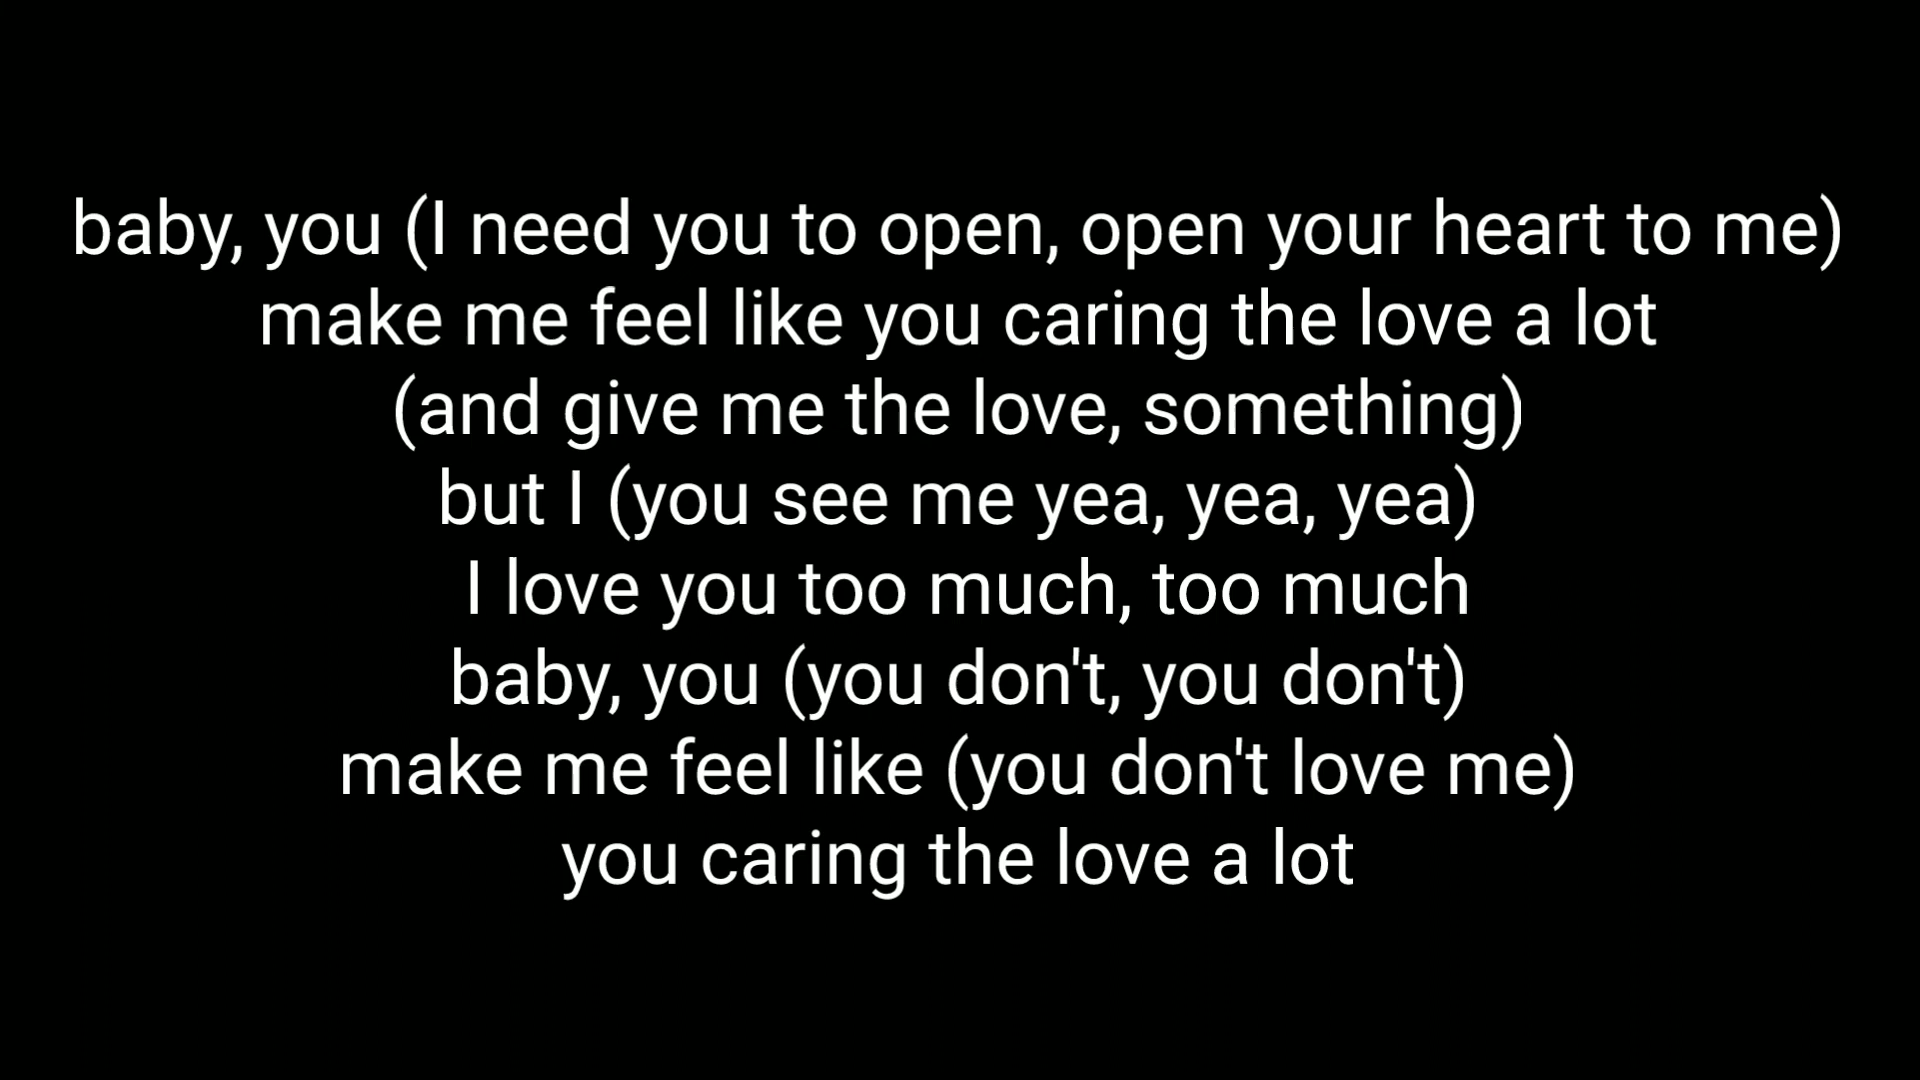 baby, you (I need you to open, open your heart to me)
make me feel like you caring the love a lot
(and give me the love, something)
but I (you see me yea, yea, yea)
I love you too much, too much
baby, you (you don't, you don't)
make me feel like (you don't love me)
you caring the love a lot